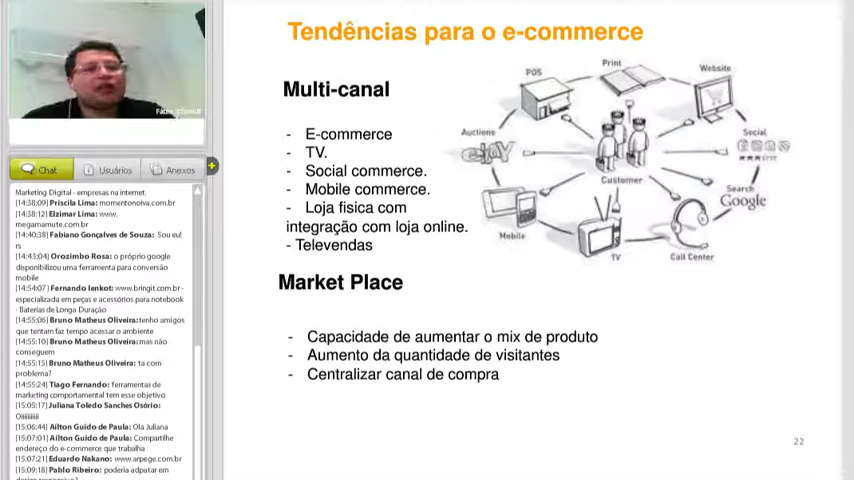 Chat
Usuários
Anexos
Marketing Digital - empresas na internet.
[14:38:09] Priscila Lima: momentonoiva.com.br
[14:38:12] Elzimar Lima: www.
megamamute.com.br
[14:40:38] Fabiano Gonçalves de Souza: Sou eu!
rs
[14:43:04] Orozimbo Rosa: o próprio google
disponibilizou uma ferramenta para conversão
mobile
[14:54:07] Fernando Ienkot: www.bringit.com.br -
especializada em peças e acessórios para notebook
- Baterias de Longa Duração
[14:55:06] Bruno Matheus Oliveira: tenho amigos
que tentam faz tempo acessar o ambiente
[14:55:10] Bruno Matheus Oliveira: mas não
conseguem
[14:55:15] Bruno Matheus Oliveira: ta com
problema?
[14:55:24] Tiago Fernando: ferramentas de
marketing comportamental tem esse objetivo
[15:05:17] Juliana Toledo Sanches Osório:
[15:06:44] Ailton Guido de Paula: Ola Juliana
[15:07:01] Ailton Guido de Paula: Compartilhe
endereço do e-commerce que trabalha
[15:07:21] Eduardo Nakano: www.arpege.com.br
[15:09:18] Pablo Ribeiro: poderia adpatar em
Tendências para o e-commerce
Multi-canal
- E-commerce
- TV.
- Social commerce.
- Mobile commerce.
- Loja fisica com
integração com loja online.
- Televendas
POS
Print
Website
Auctions
ebay
Social
Customer
Search
Google
Mobile
TV
Call Center
Market Place
- Capacidade de aumentar o mix de produto
- Aumento da quantidade de visitantes
- Centralizar canal de compra
22